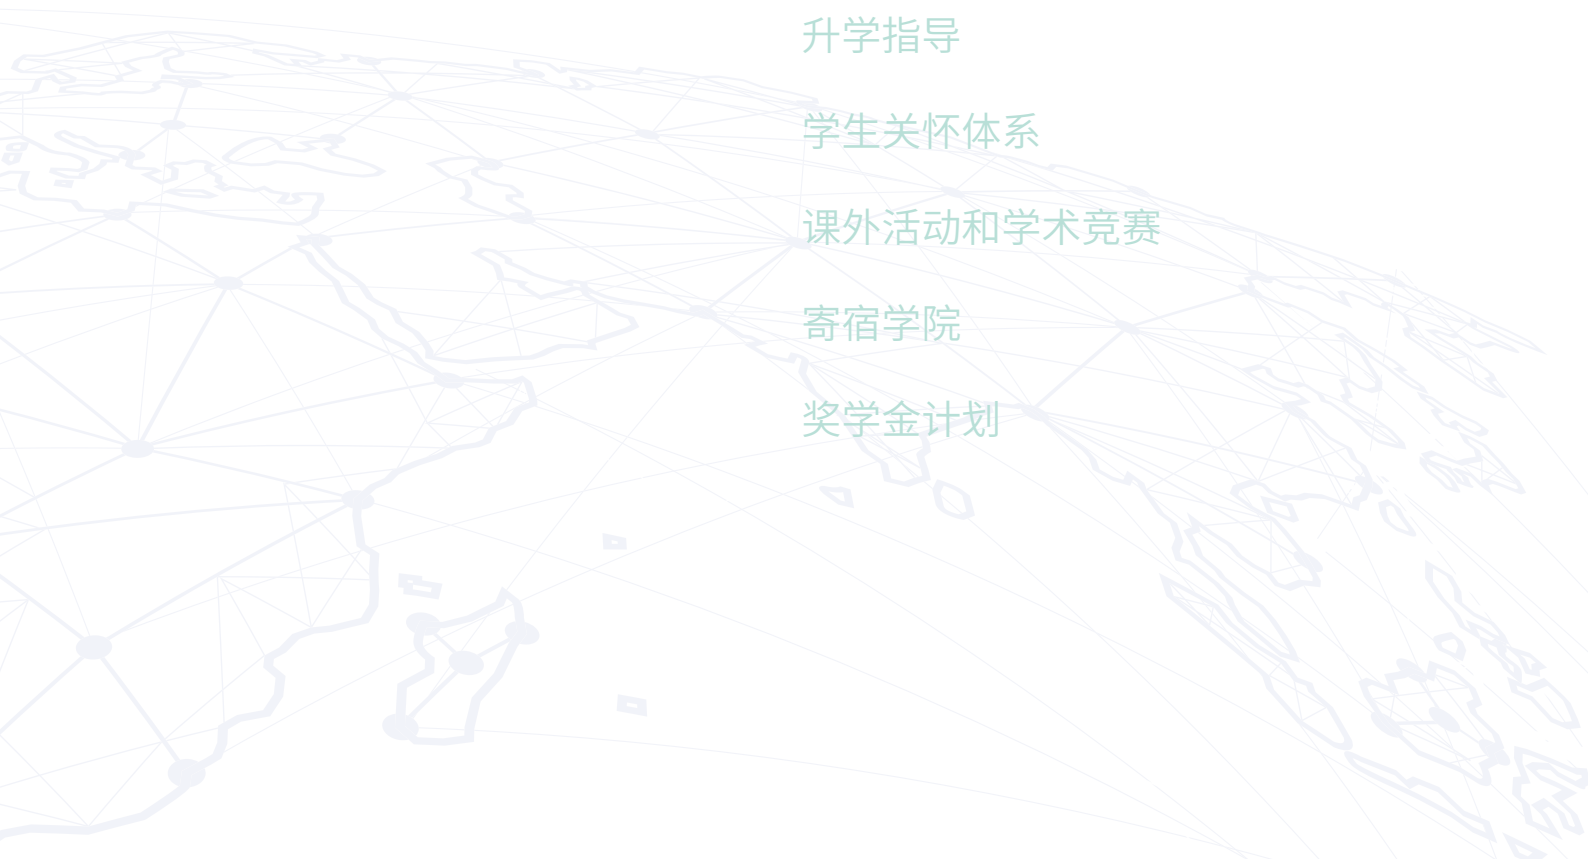 升学指导
学生关怀体系
课外活动和学术竞赛
寄宿学院
奖学金计划